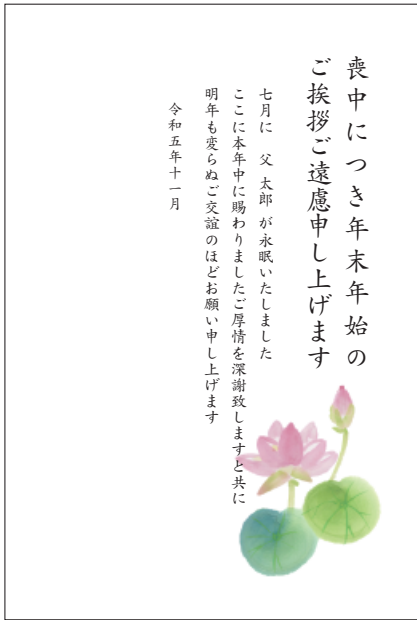 喪中につき年末年始の
ご挨拶ご遠慮申し上げます
七月に 父 太郎 が永眠いたしました
ここに本年中に賜わりましたご厚情を深謝致しますと共に
明年も変らぬご交誼のほどお願い申し上げます
令和五年十一月